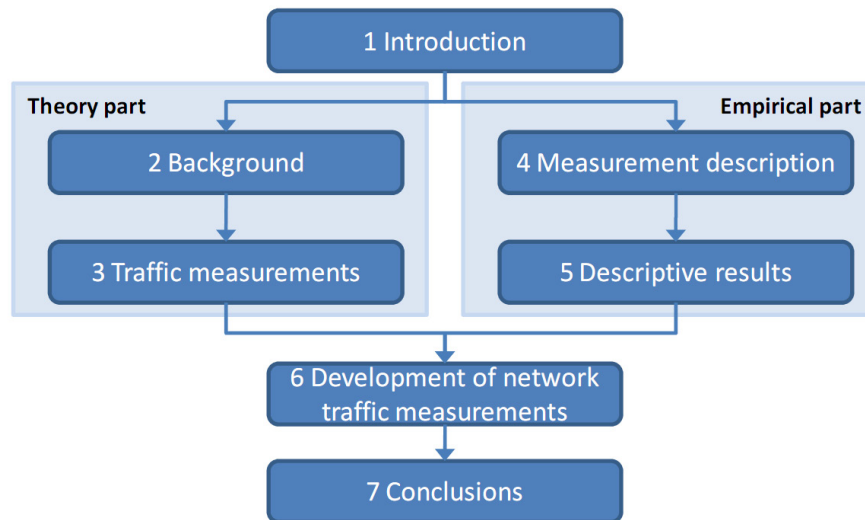 1 Introduction
Theory part
2 Background
3 Traffic measurements
Empirical part
4 Measurement description
5 Descriptive results
6 Development of network
traffic measurements
7 Conclusions